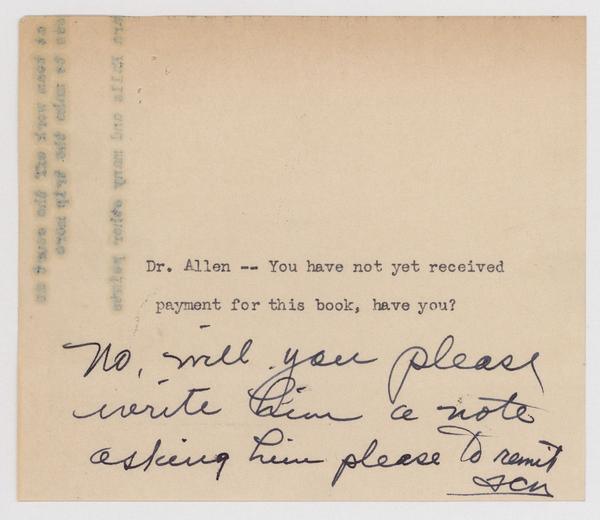 Dr. Allen -- You have not yet received
payment for this book, have you?
No, will you please
write him a note
asking him please to remit